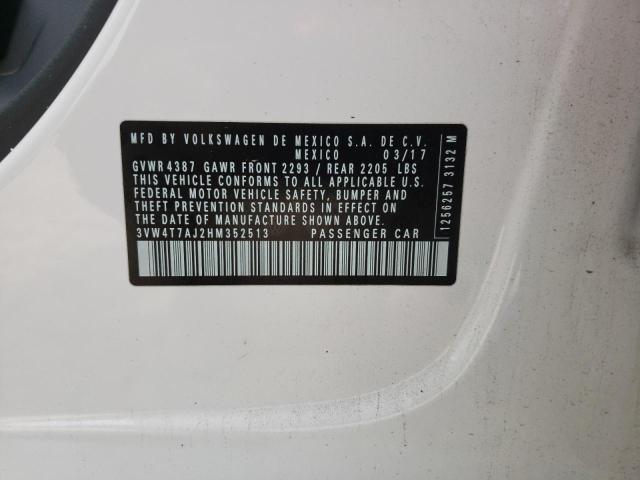 MFD BY VOLKSWAGEN DE MEXICO S.A. DE C.V.
MEXICO 03/17
GVWR 4387 GAWR FRONT 2293 / REAR 2205 LBS
THIS VEHICLE CONFORMS TO ALL APPLICABLE U.S.
FEDERAL MOTOR VEHICLE SAFETY, BUMPER AND
THEFT PREVENTION STANDARDS IN EFFECT ON THE
DATE OF MANUFACTURE SHOWN ABOVE.
3VW4T7AJ2HM352513 PASSENGER CAR
1256257 3132 M